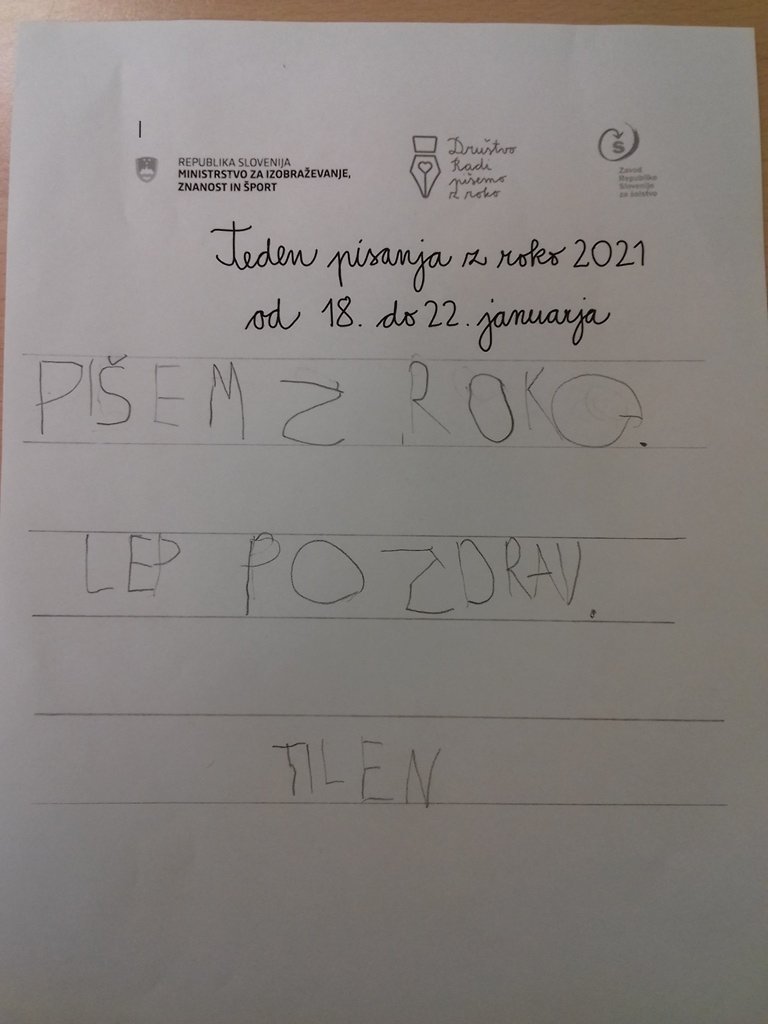 REPUBLIKA SLOVENIJA
MINISTRSTVO ZA IZOBRAŽEVANJE,
ZNANOST IN ŠPORT
Društvo
Radi
pišemo
z roko
Š
Zavod
Republike
Slovenije
za šolstvo
Teden pisanja z roko 2021
od 18. do 22. januarja
PIŠEM Z ROKO.
LEP POZDRAV.
TILEN